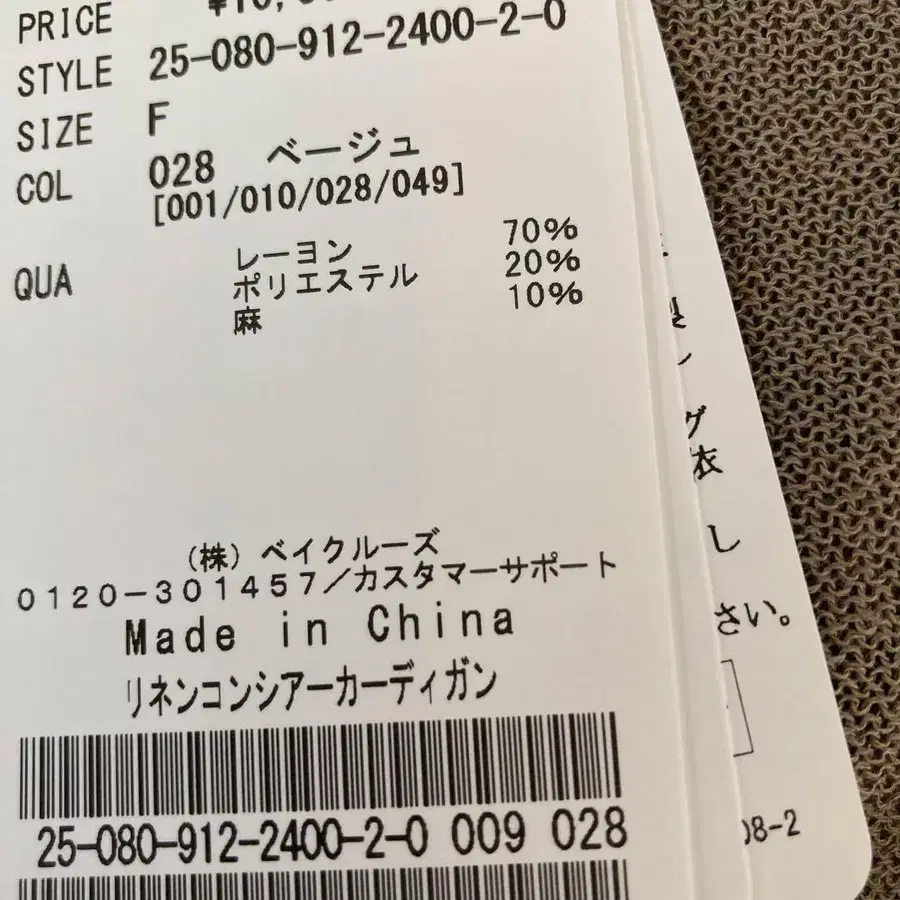 PRICE
STYLE 25-080-912-2400-2-0
SIZE F
COL 028 ベージュ
[001/010/028/049]
QUA レーヨン 70%
ポリエステル 20%
麻 10%
(株) ベイクルーズ
0120-301457/カスタマーサポート
Made in China
リネンコンシアーカーディガン
25-080-912-2400-2-0 009 028
グ
衣
し
さい。
08-2